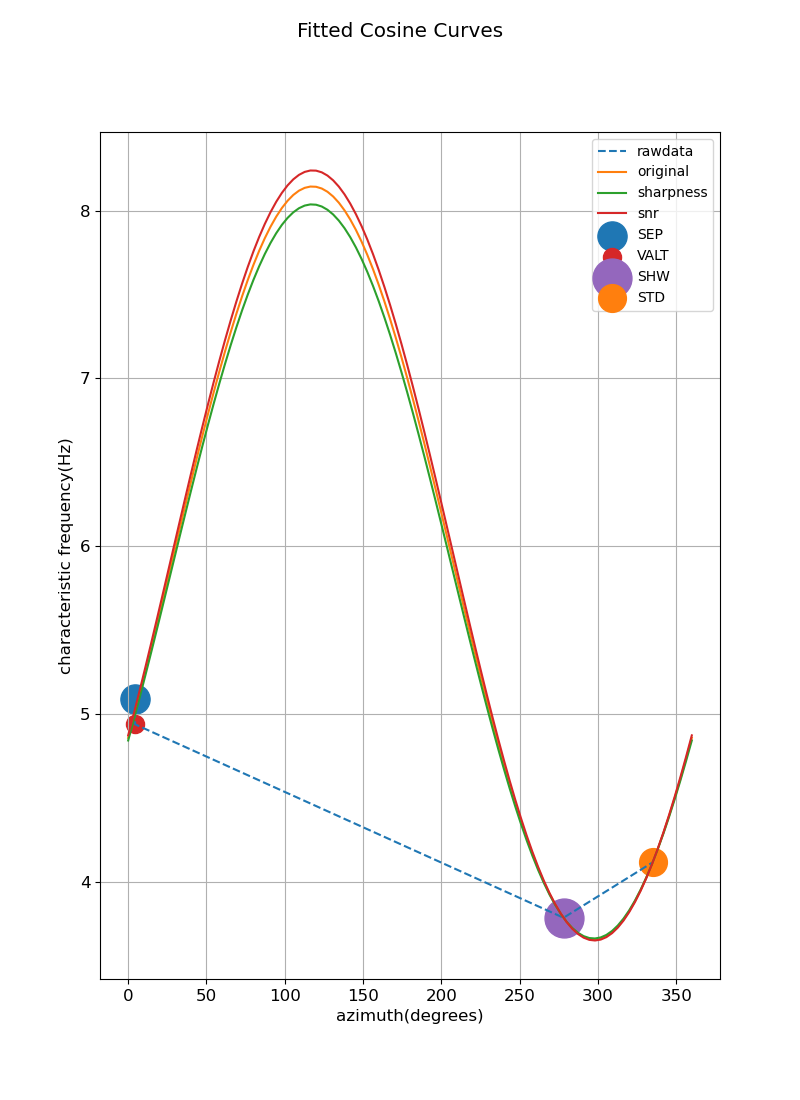 Fitted Cosine Curves
rawdata
original
sharpness
snr
SEP
VALT
SHW
STD
8
7
6
5
4
characteristic frequency(Hz)
0 50 100 150 200 250 300 350
azimuth(degrees)